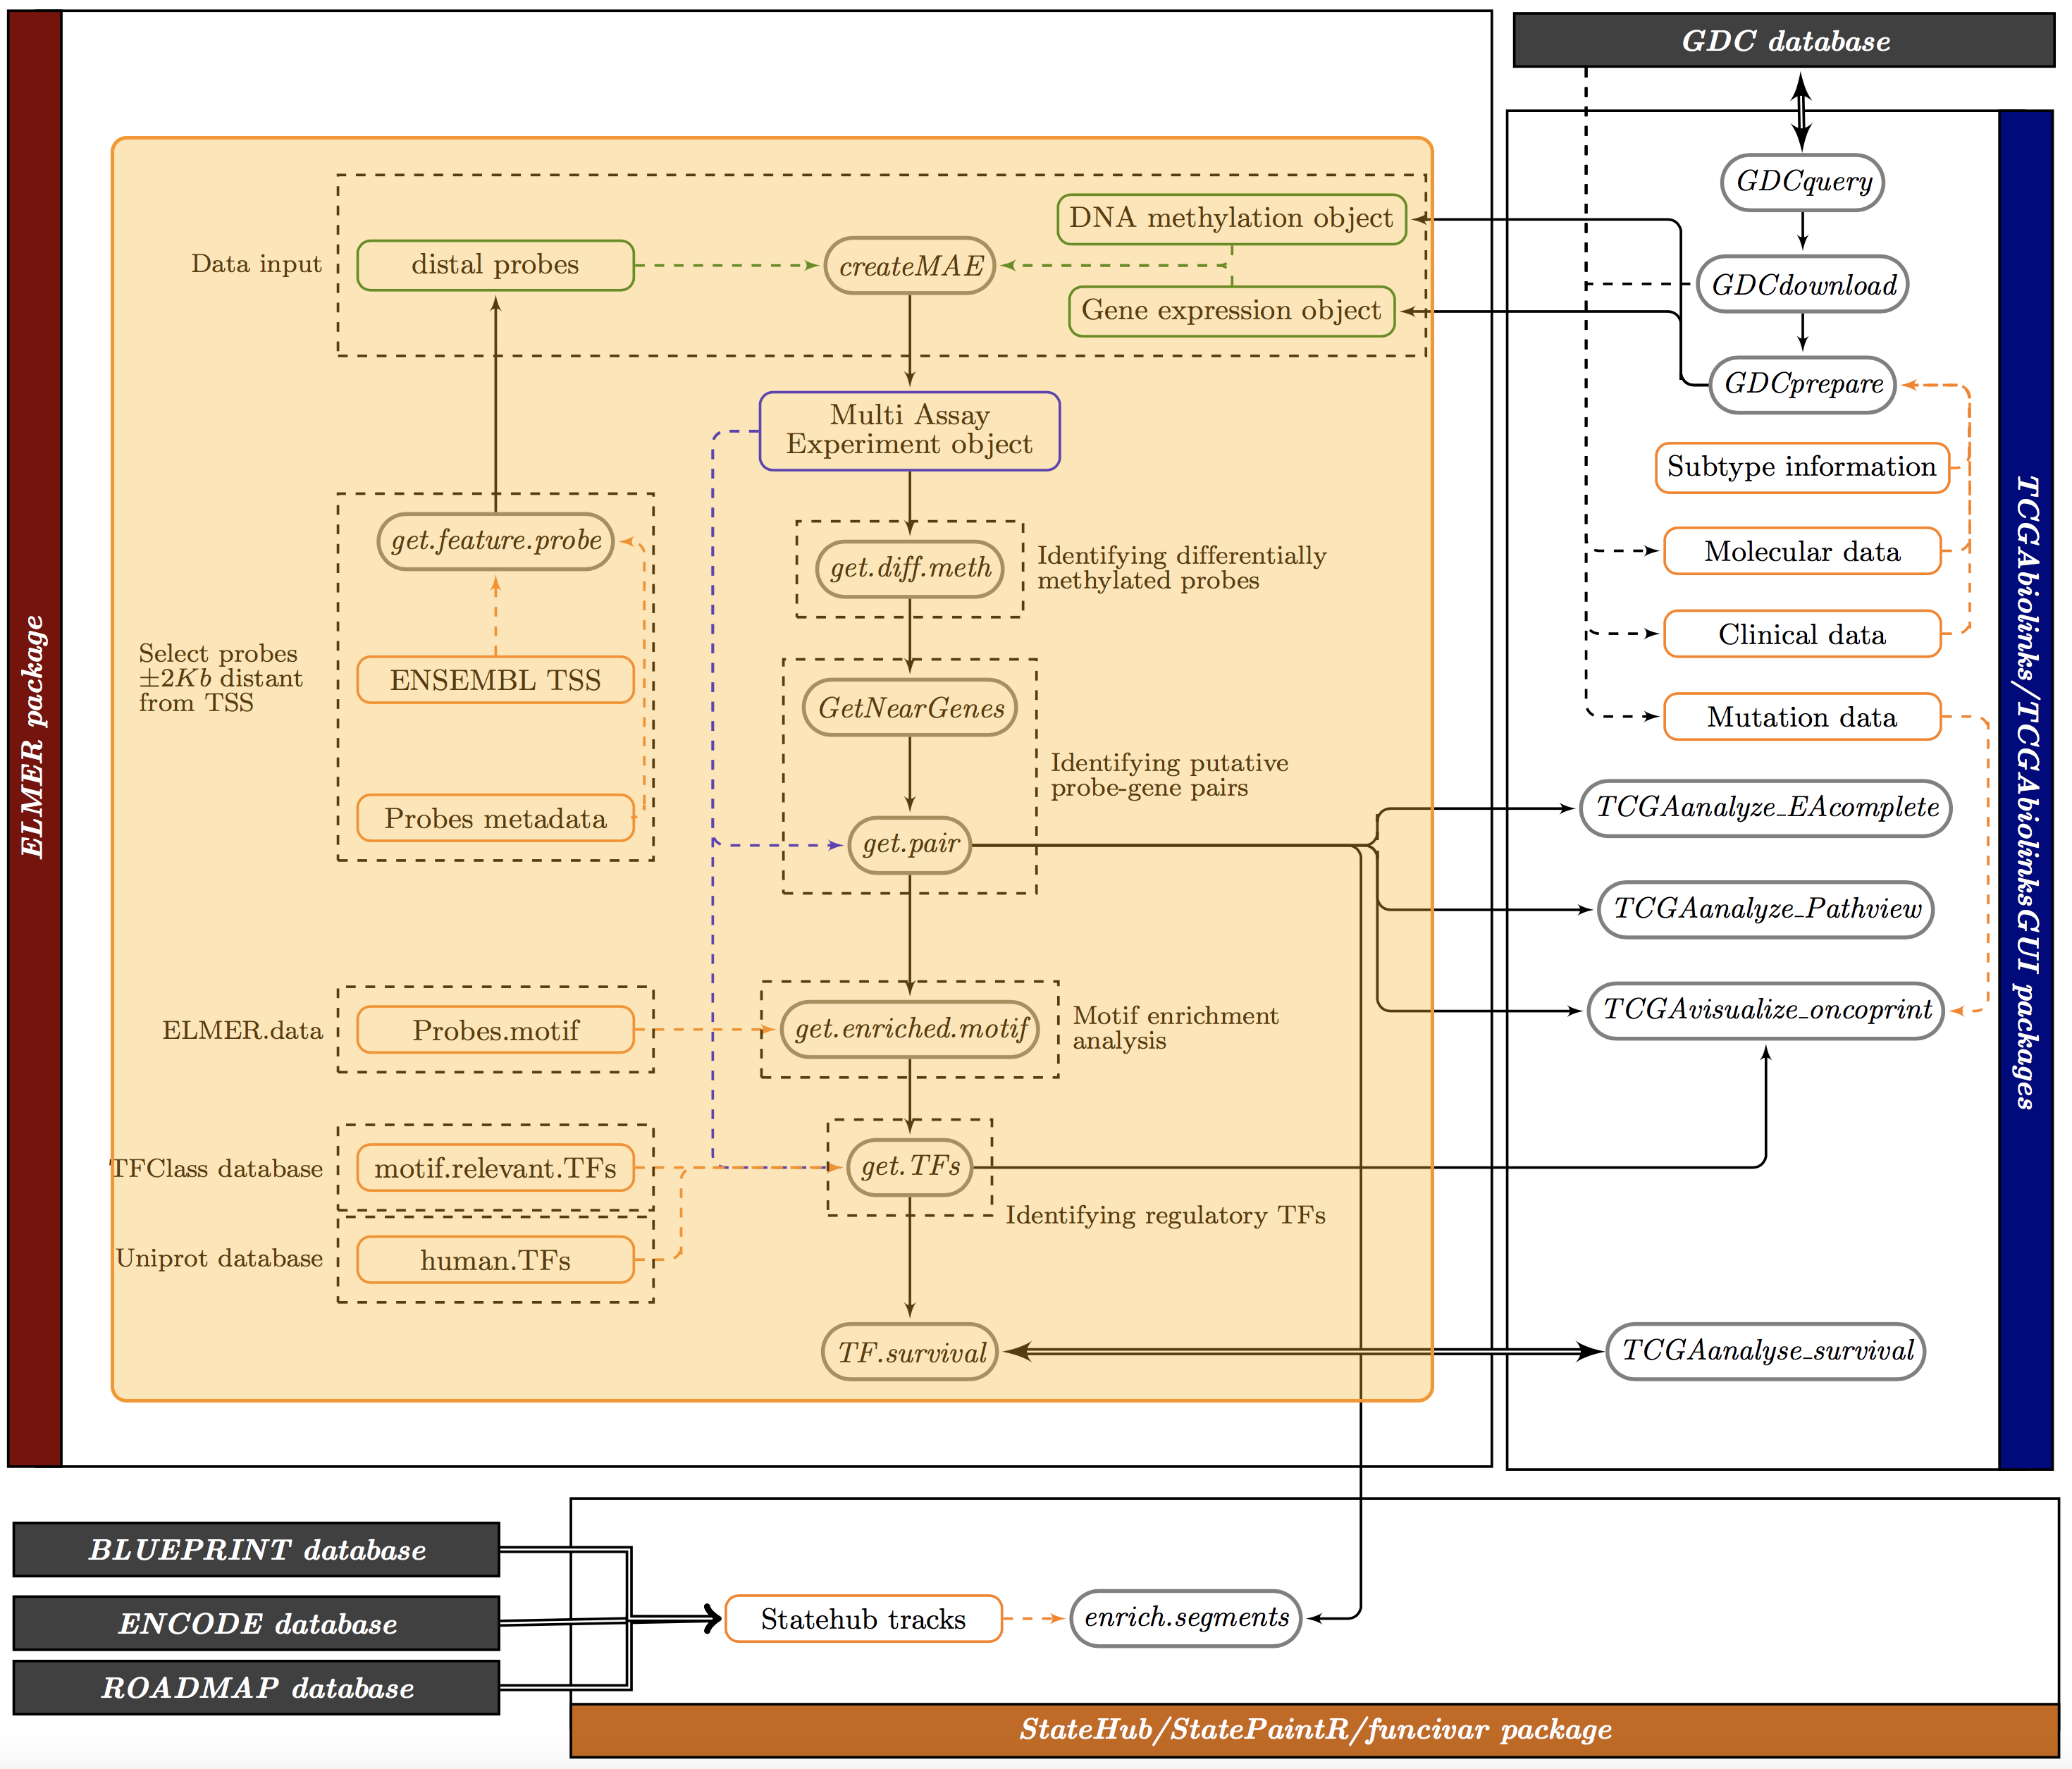 ELMER package
GDC database
GDCquery
GDCdownload
GDCprepare
Subtype information
Molecular data
Clinical data
Mutation data
TCGAanalyze_EAcomplete
TCGAanalyze_Pathview
TCGAvisualize_oncoprint
TCGAanalyse_survival
TCGAbiolinks/TCGAbiolinksGUI packages
Data input
distal probes
createMAE
DNA methylation object
Gene expression object
Multi Assay
Experiment object
get.feature.probe
get.diff.meth
Identifying differentially
methylated probes
Select probes
±2Kb distant
from TSS
ENSEMBL TSS
Probes metadata
GetNearGenes
Identifying putative
probe-gene pairs
get.pair
ELMER.data
Probes.motif
get.enriched.motif
Motif enrichment
analysis
TFClass database
motif.relevant.TFs
get.TFs
Identifying regulatory TFs
Uniprot database
human.TFs
TF.survival
BLUEPRINT database
ENCODE database
ROADMAP database
Statehub tracks
enrich.segments
StateHub/StatePaintR/funcivar package